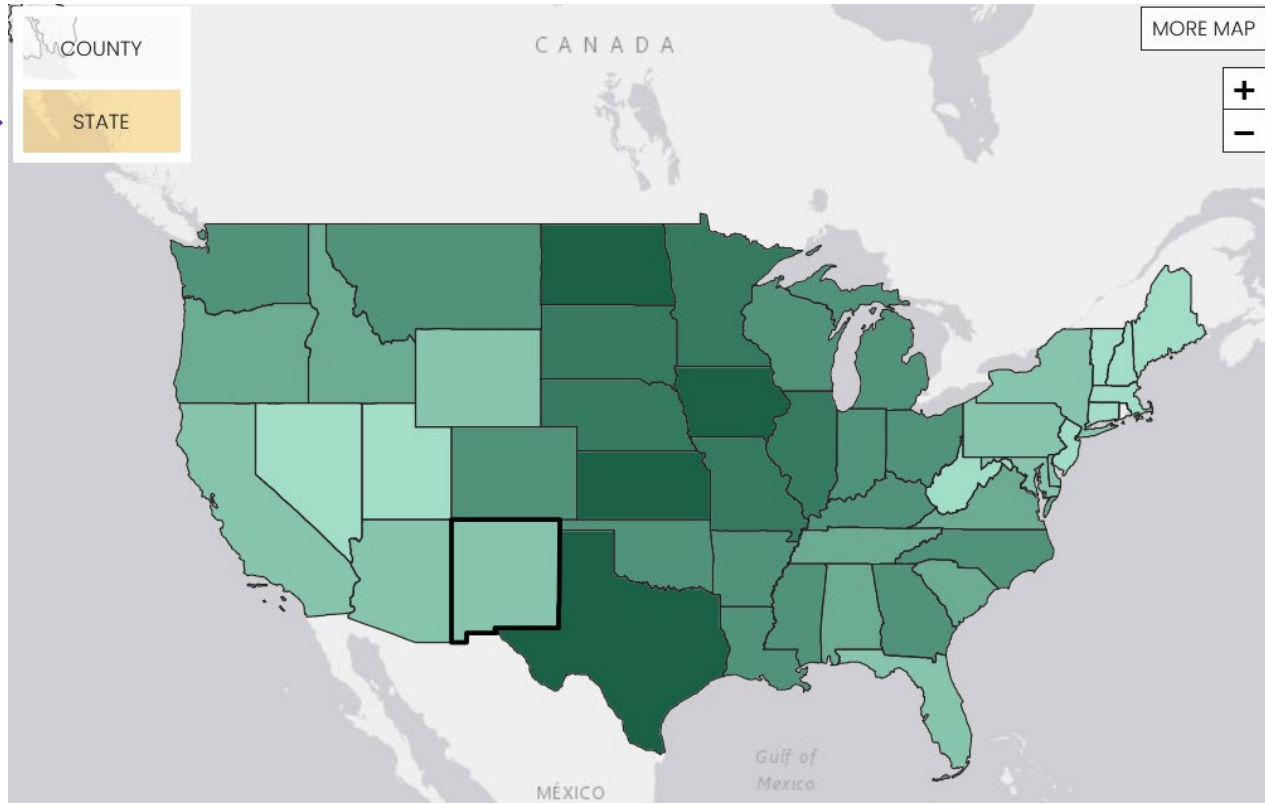 COUNTY
STATE
CANADA
MORE MAP
+
−
Gulf of
Mexico
MÉXICO